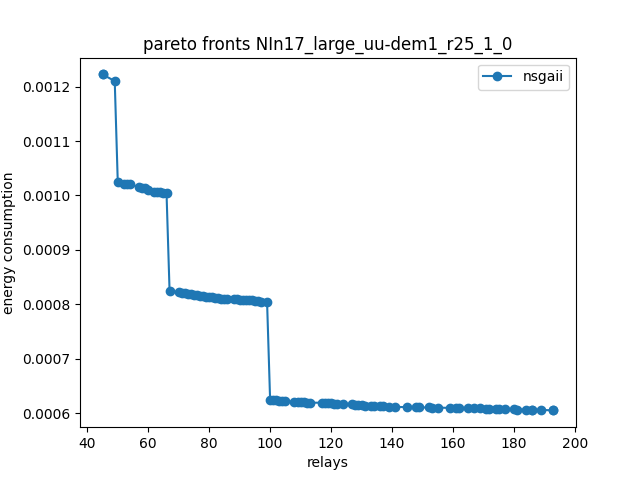 pareto fronts NIn17_large_uu-dem1_r25_1_0
nsgaii
0.0012
0.0011
0.0010
0.0009
0.0008
0.0007
0.0006
energy consumption
40 60 80 100 120 140 160 180 200
relays